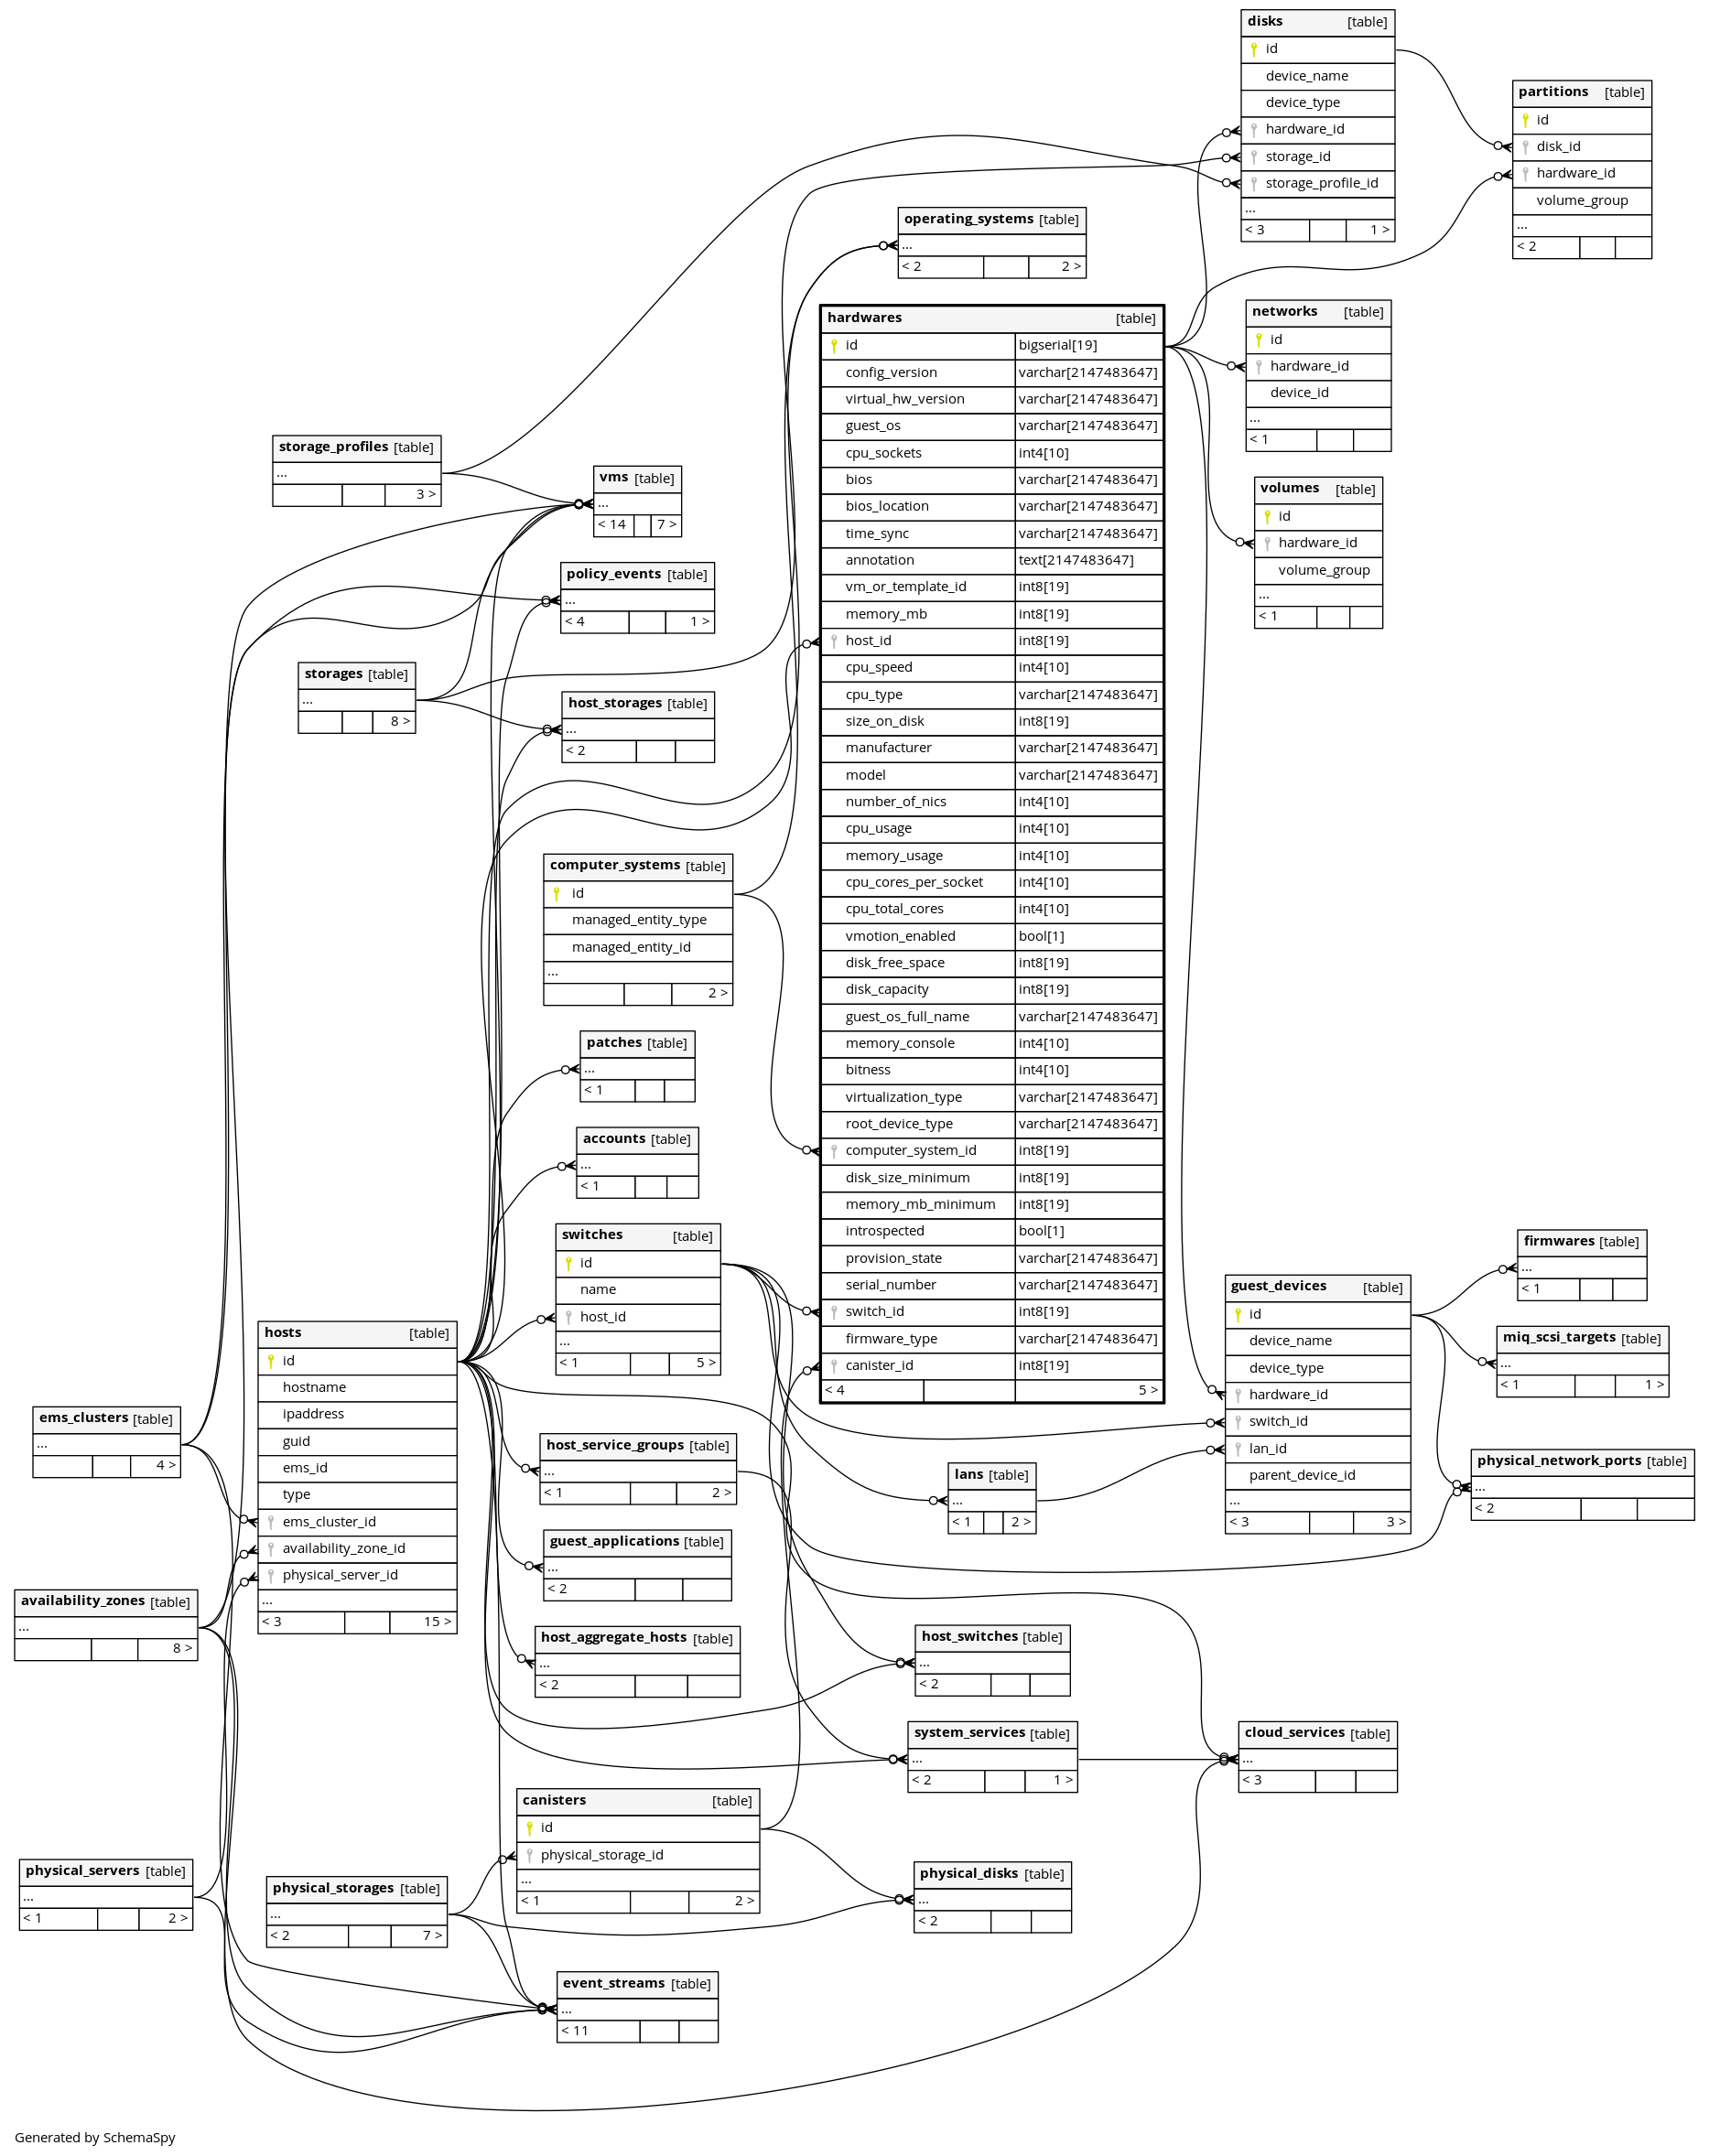 disks [table]
id
device_name
device_type
hardware_id
storage_id
storage_profile_id
...
< 3 1 >
partitions [table]
id
disk_id
hardware_id
volume_group
...
< 2
operating_systems [table]
...
< 2 2 >
hardwares [table]
id bigserial[19]
config_version varchar[2147483647]
virtual_hw_version varchar[2147483647]
guest_os varchar[2147483647]
cpu_sockets int4[10]
bios varchar[2147483647]
bios_location varchar[2147483647]
time_sync varchar[2147483647]
annotation text[2147483647]
vm_or_template_id int8[19]
memory_mb int8[19]
host_id int8[19]
cpu_speed int4[10]
cpu_type varchar[2147483647]
size_on_disk int8[19]
manufacturer varchar[2147483647]
model varchar[2147483647]
number_of_nics int4[10]
cpu_usage int4[10]
memory_usage int4[10]
cpu_cores_per_socket int4[10]
cpu_total_cores int4[10]
vmotion_enabled bool[1]
disk_free_space int8[19]
disk_capacity int8[19]
guest_os_full_name varchar[2147483647]
memory_console int4[10]
bitness int4[10]
virtualization_type varchar[2147483647]
root_device_type varchar[2147483647]
computer_system_id int8[19]
disk_size_minimum int8[19]
memory_mb_minimum int8[19]
introspected bool[1]
provision_state varchar[2147483647]
serial_number varchar[2147483647]
switch_id int8[19]
firmware_type varchar[2147483647]
canister_id int8[19]
< 4 5 >
networks [table]
id
hardware_id
device_id
...
< 1
volumes [table]
id
hardware_id
volume_group
...
< 1
storage_profiles [table]
...
3 >
vms [table]
...
< 14 7 >
policy_events [table]
...
< 4 1 >
storages [table]
...
8 >
host_storages [table]
...
< 2
computer_systems [table]
id
managed_entity_type
managed_entity_id
...
2 >
patches [table]
...
< 1
accounts [table]
...
< 1
switches [table]
id
name
host_id
...
< 1 5 >
hosts [table]
id
hostname
ipaddress
guid
ems_id
type
ems_cluster_id
availability_zone_id
physical_server_id
...
< 3 15 >
ems_clusters [table]
...
4 >
availability_zones [table]
...
8 >
host_service_groups [table]
...
< 1 2 >
guest_applications [table]
...
< 2
host_aggregate_hosts [table]
...
< 2
lans [table]
...
< 1 2 >
guest_devices [table]
id
device_name
device_type
hardware_id
switch_id
lan_id
parent_device_id
...
< 3 3 >
firmwares [table]
...
< 1
miq_scsi_targets [table]
...
< 1 1 >
physical_network_ports [table]
...
< 2
host_switches [table]
...
< 2
system_services [table]
...
< 2 1 >
cloud_services [table]
...
< 3
canisters [table]
id
physical_storage_id
...
< 1 2 >
physical_servers [table]
...
< 1 2 >
physical_storages [table]
...
< 2 7 >
physical_disks [table]
...
< 2
event_streams [table]
...
< 11
Generated by SchemaSpy